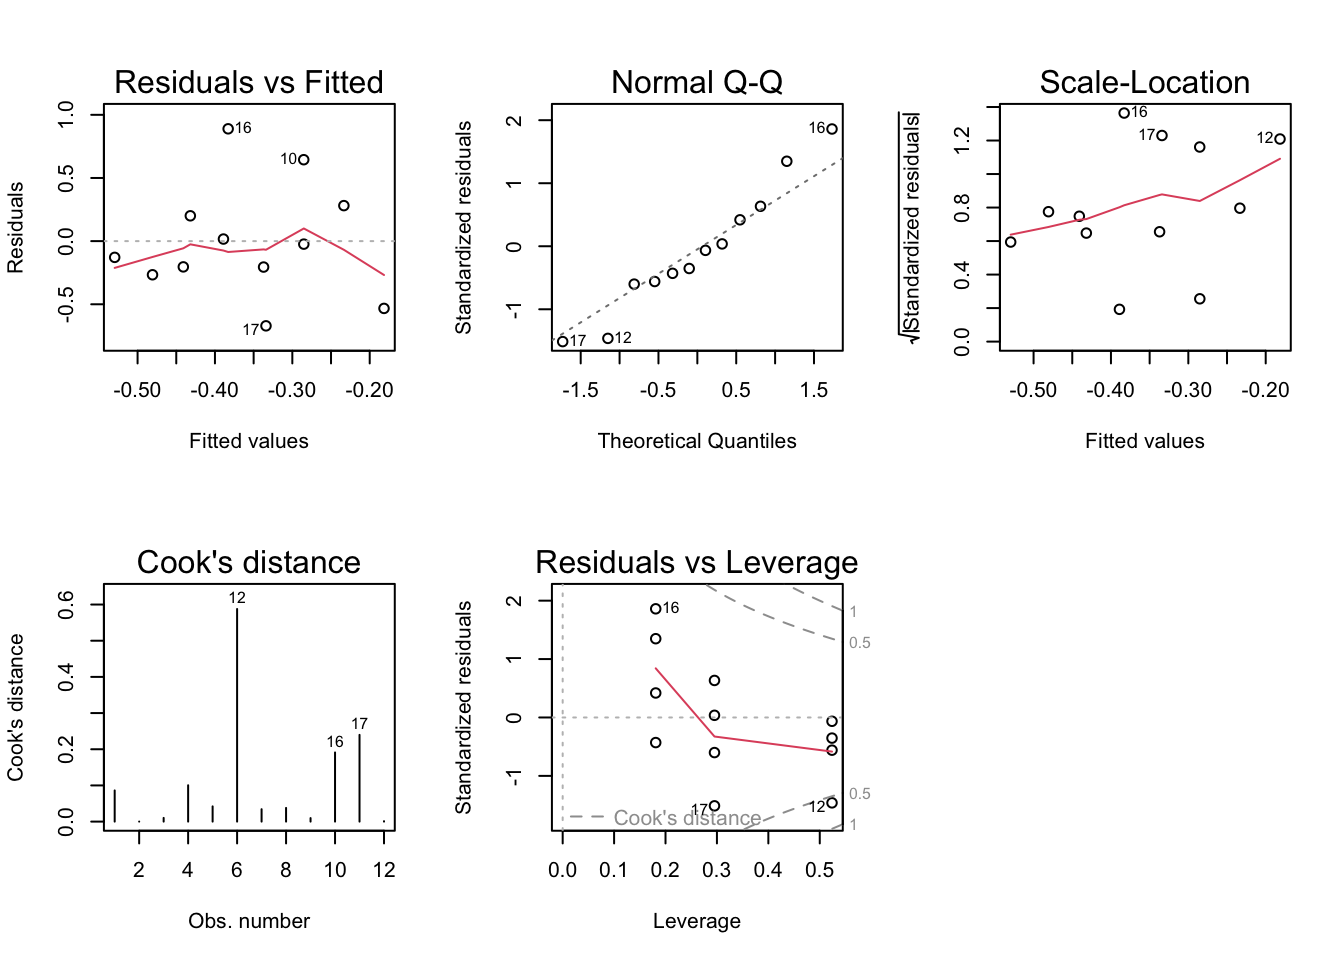 Residuals vs Fitted
Residuals
1.0
0.5
0.0
-0.5
16
10
17
-0.50 -0.40 -0.30 -0.20
Fitted values
Normal Q-Q
Standardized residuals
2
1
0
-1
16
17
12
-1.5 -0.5 0.5 1.5
Theoretical Quantiles
Scale-Location
√|Standardized residuals|
1.2
0.8
0.4
0.0
16
17
12
-0.50 -0.40 -0.30 -0.20
Fitted values
Cook's distance
Cook's distance
0.6
0.4
0.2
0.0
12
16
17
2 4 6 8 10 12
Obs. number
Residuals vs Leverage
Standardized residuals
2
1
0
-1
16
17
12
1
0.5
0.5
1
Cook's distance
0.0 0.1 0.2 0.3 0.4 0.5
Leverage